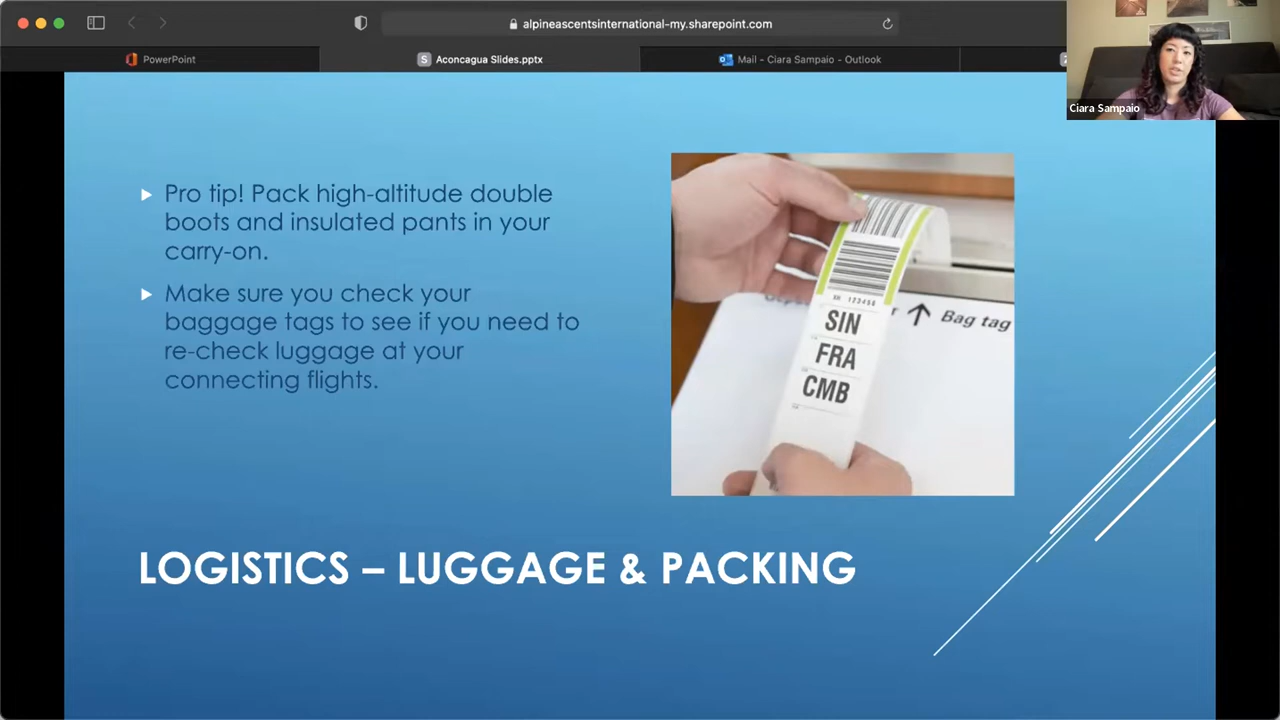 alpineascentsinternational-my.sharepoint.com
PowerPoint
S Aconcagua Slides.pptx
Mail - Ciara Sampaio - Outlook
Ciara Sampaio
Pro tip! Pack high-altitude double
boots and insulated pants in your
carry-on.
Make sure you check your
baggage tags to see if you need to
re-check luggage at your
connecting flights.
SN 123456
SIN
FRA
CMB
Bag tag
LOGISTICS – LUGGAGE & PACKING